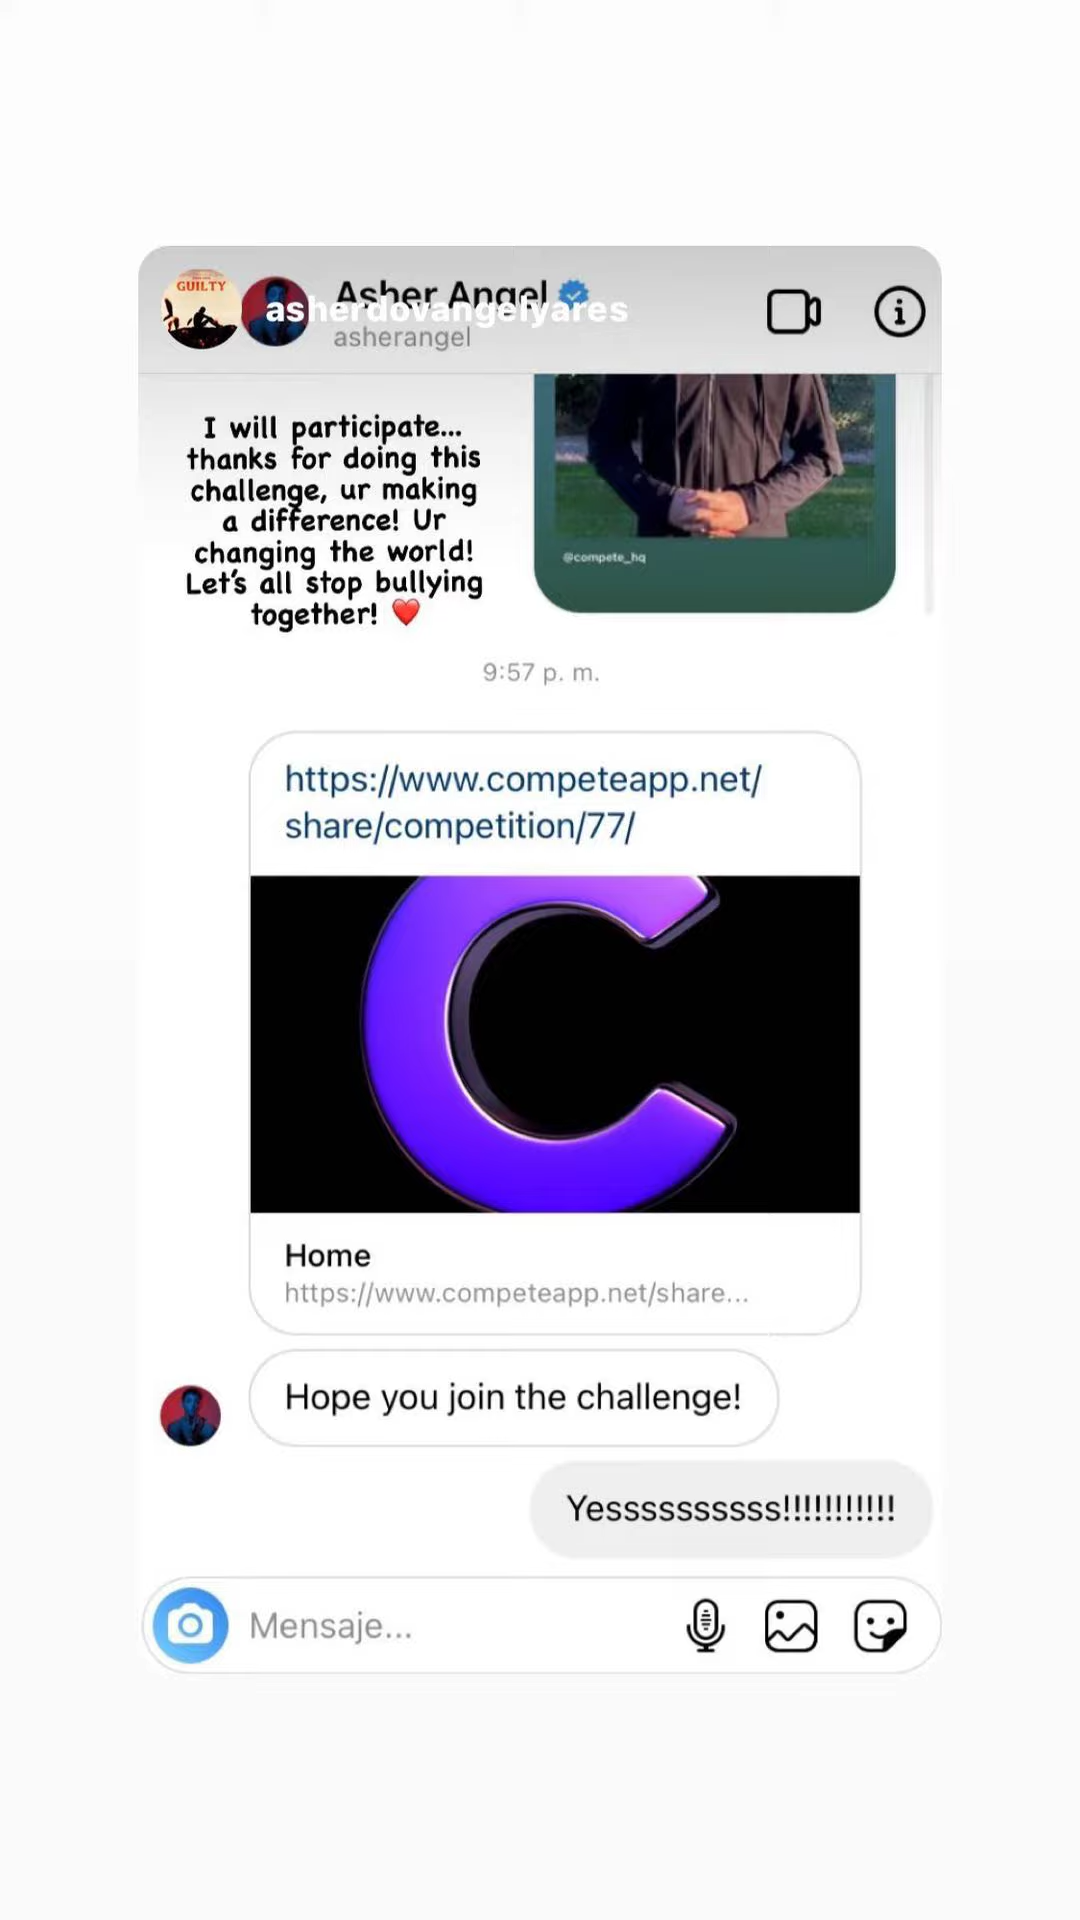 GUILTY
Asher Angel
asherdovangelyares
asherangel
I will participate...
thanks for doing this
challenge, ur making
a difference! Ur
changing the world!
Let's all stop bullying
together! ❤️
@compete_hq
9:57 p. m.
https://www.competeapp.net/
share/competition/77/
Home
https://www.competeapp.net/share...
Hope you join the challenge!
Yesssssssssss!!!!!!!!!!!
Mensaje...